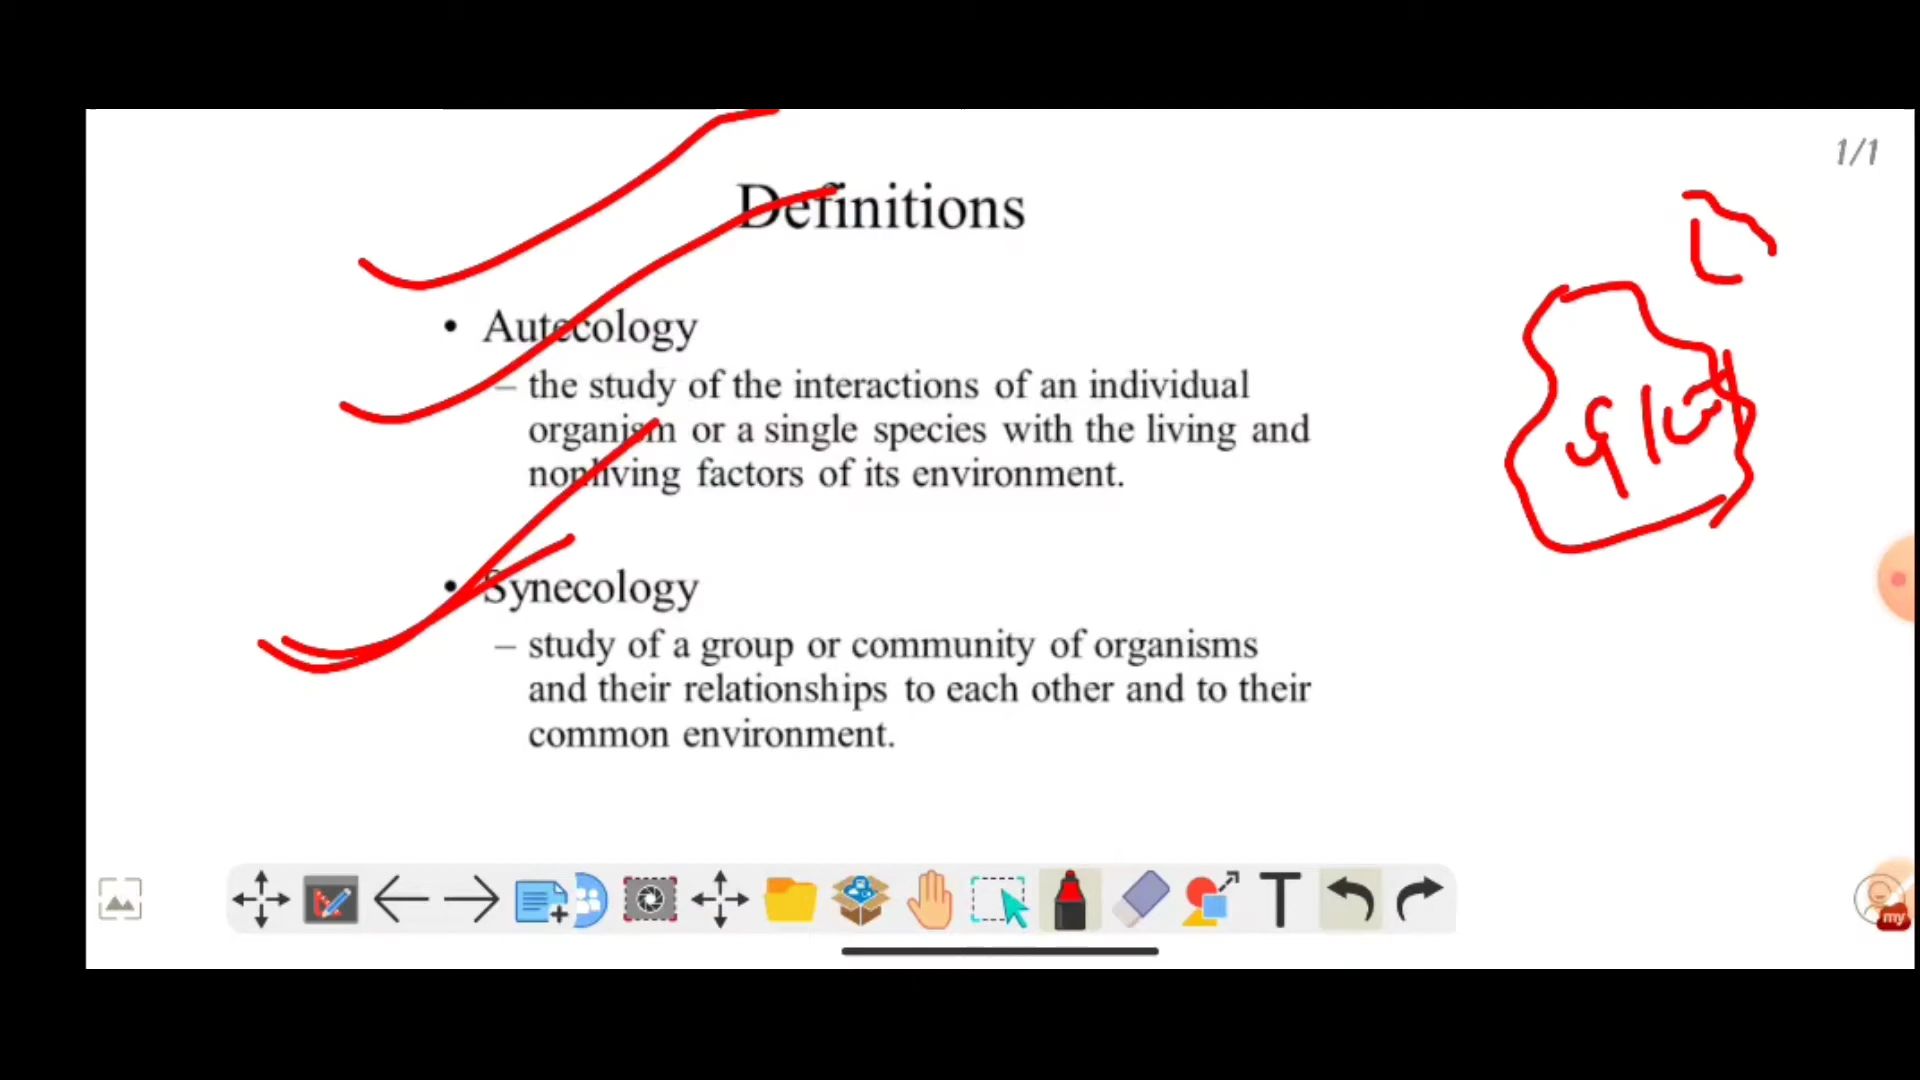 1/1
Definitions
• Autecology
– the study of the interactions of an individual
organism or a single species with the living and
nonliving factors of its environment.
• Synecology
– study of a group or community of organisms
and their relationships to each other and to their
common environment.
T
my